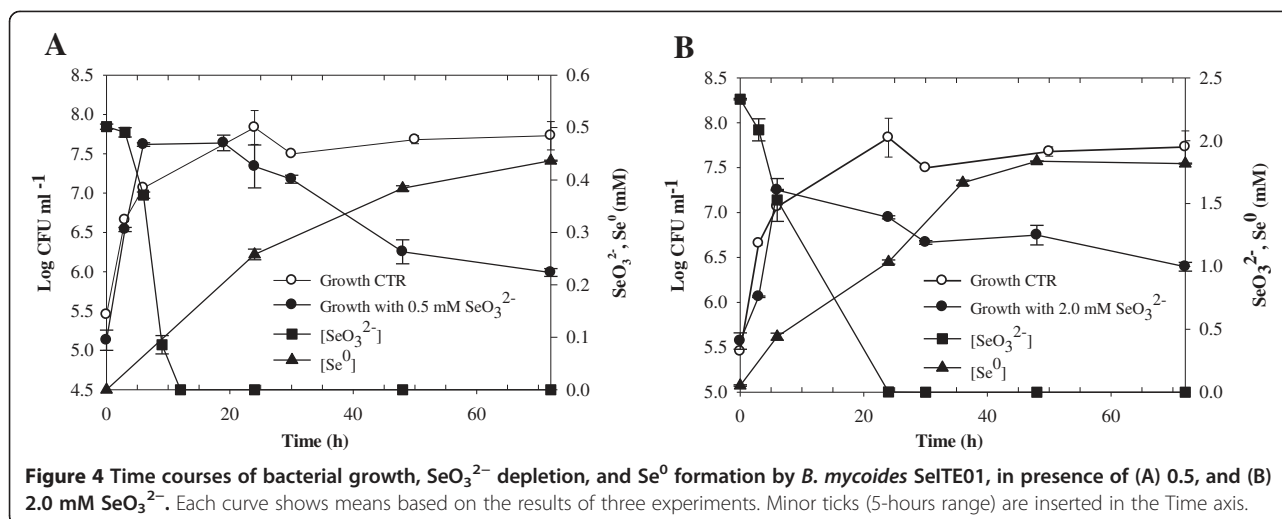 A
Log CFU ml⁻¹
8.5
8.0
7.5
7.0
6.5
6.0
5.5
5.0
4.5
0.6
0.5
0.4
0.3
0.2
0.1
0.0
SeO₃²⁻, Se⁰ (mM)
Growth CTR
Growth with 0.5 mM SeO₃²⁻
[SeO₃²⁻]
[Se⁰]
0 20 40 60
Time (h)
B
Log CFU ml⁻¹
8.5
8.0
7.5
7.0
6.5
6.0
5.5
5.0
2.5
2.0
1.5
1.0
0.5
0.0
SeO₃²⁻, Se⁰ (mM)
Growth CTR
Growth with 2.0 mM SeO₃²⁻
[SeO₃²⁻]
[Se⁰]
0 20 40 60
Time (h)
Figure 4 Time courses of bacterial growth, SeO₃²⁻ depletion, and Se⁰ formation by B. mycoides SeITE01, in presence of (A) 0.5, and (B)
2.0 mM SeO₃²⁻. Each curve shows means based on the results of three experiments. Minor ticks (5-hours range) are inserted in the Time axis.